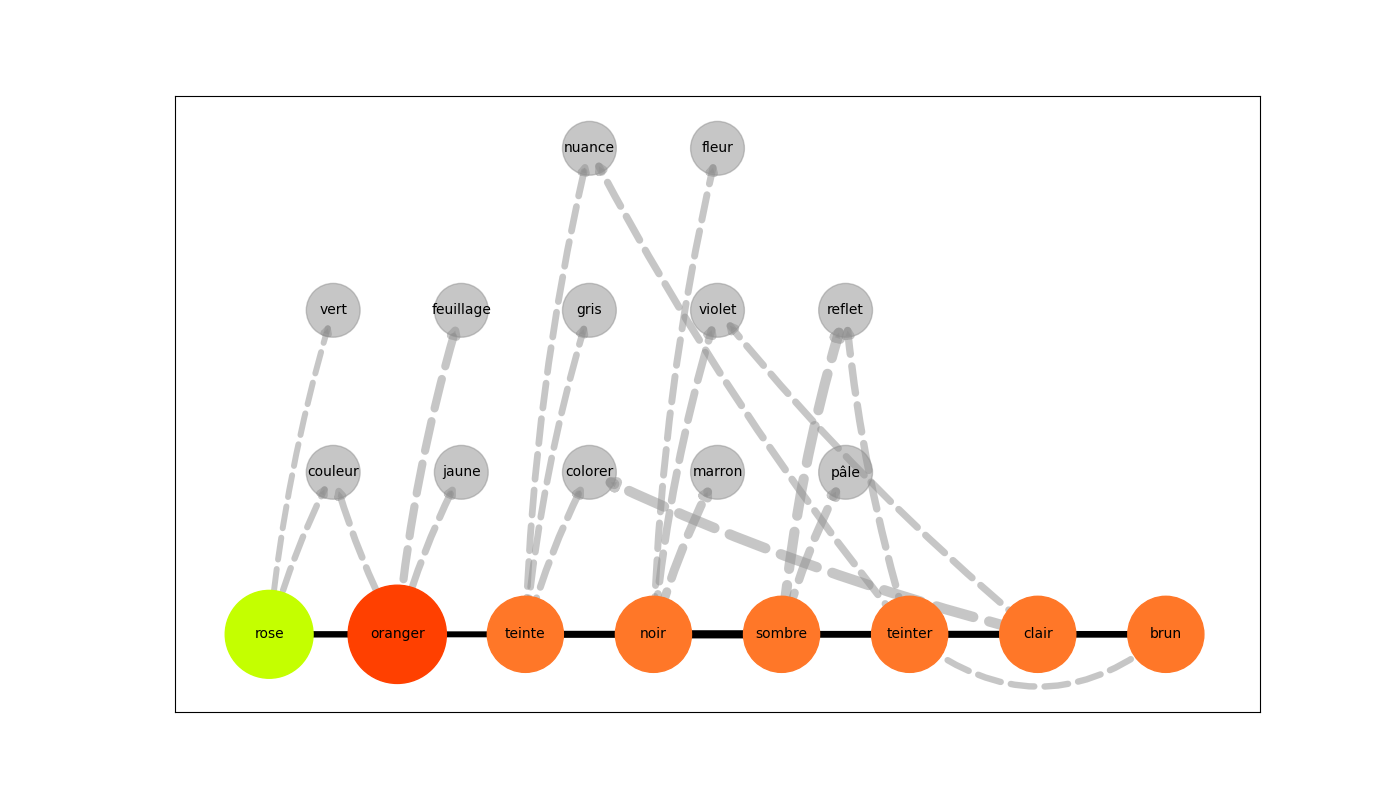 nuance
fleur
vert
feuillage
gris
violet
reflet
couleur
jaune
colorer
marron
pâle
rose
oranger
teinte
noir
sombre
teinter
clair
brun